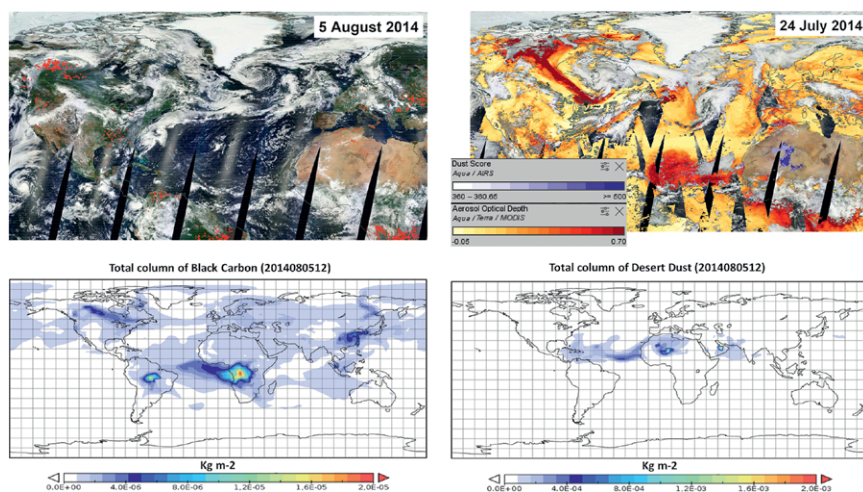 5 August 2014
24 July 2014
Dust Score
Aqua / AIRS
360 – 360.66
>= 500
Aerosol Optical Depth
Aqua / Terra / MODIS
-0.05
0.70
Total column of Black Carbon (2014080512)
Total column of Desert Dust (2014080512)
Kg m-2
0.0E+00 4.0E-06 8.0E-06 1.2E-05 1.6E-05 2.0E-05
Kg m-2
0.0E+00 4.0E-04 8.0E-04 1.2E-03 1.6E-03 2.0E-03